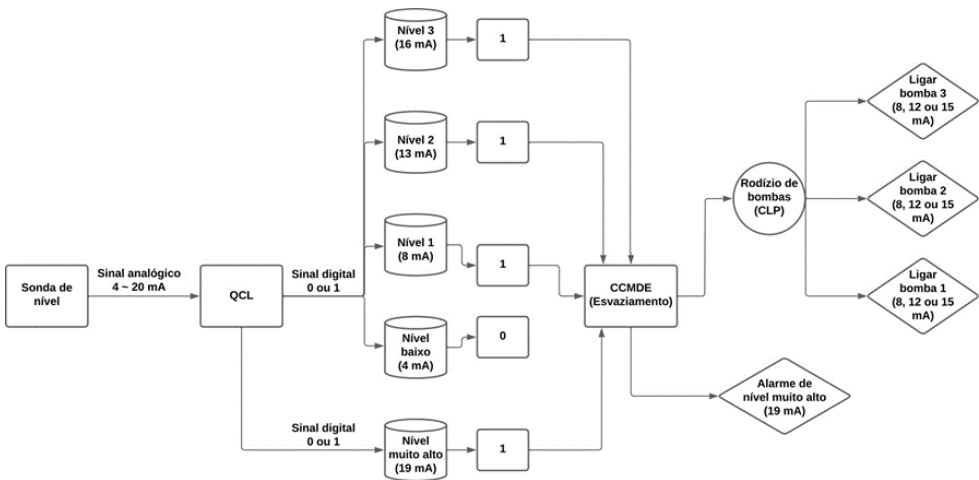 Sonda de
nível
Sinal analógico
4 ~ 20 mA
QCL
Sinal digital
0 ou 1
Sinal digital
0 ou 1
Nível 3
(16 mA)
1
Nível 2
(13 mA)
1
Nível 1
(8 mA)
1
Nível
baixo
(4 mA)
0
Nível
muito alto
(19 mA)
1
CCMDE
(Esvaziamento)
Rodízio de
bombas
(CLP)
Ligar
bomba 3
(8, 12 ou 15
mA)
Ligar
bomba 2
(8, 12 ou 15
mA)
Ligar
bomba 1
(8, 12 ou 15
mA)
Alarme de
nível muito alto
(19 mA)